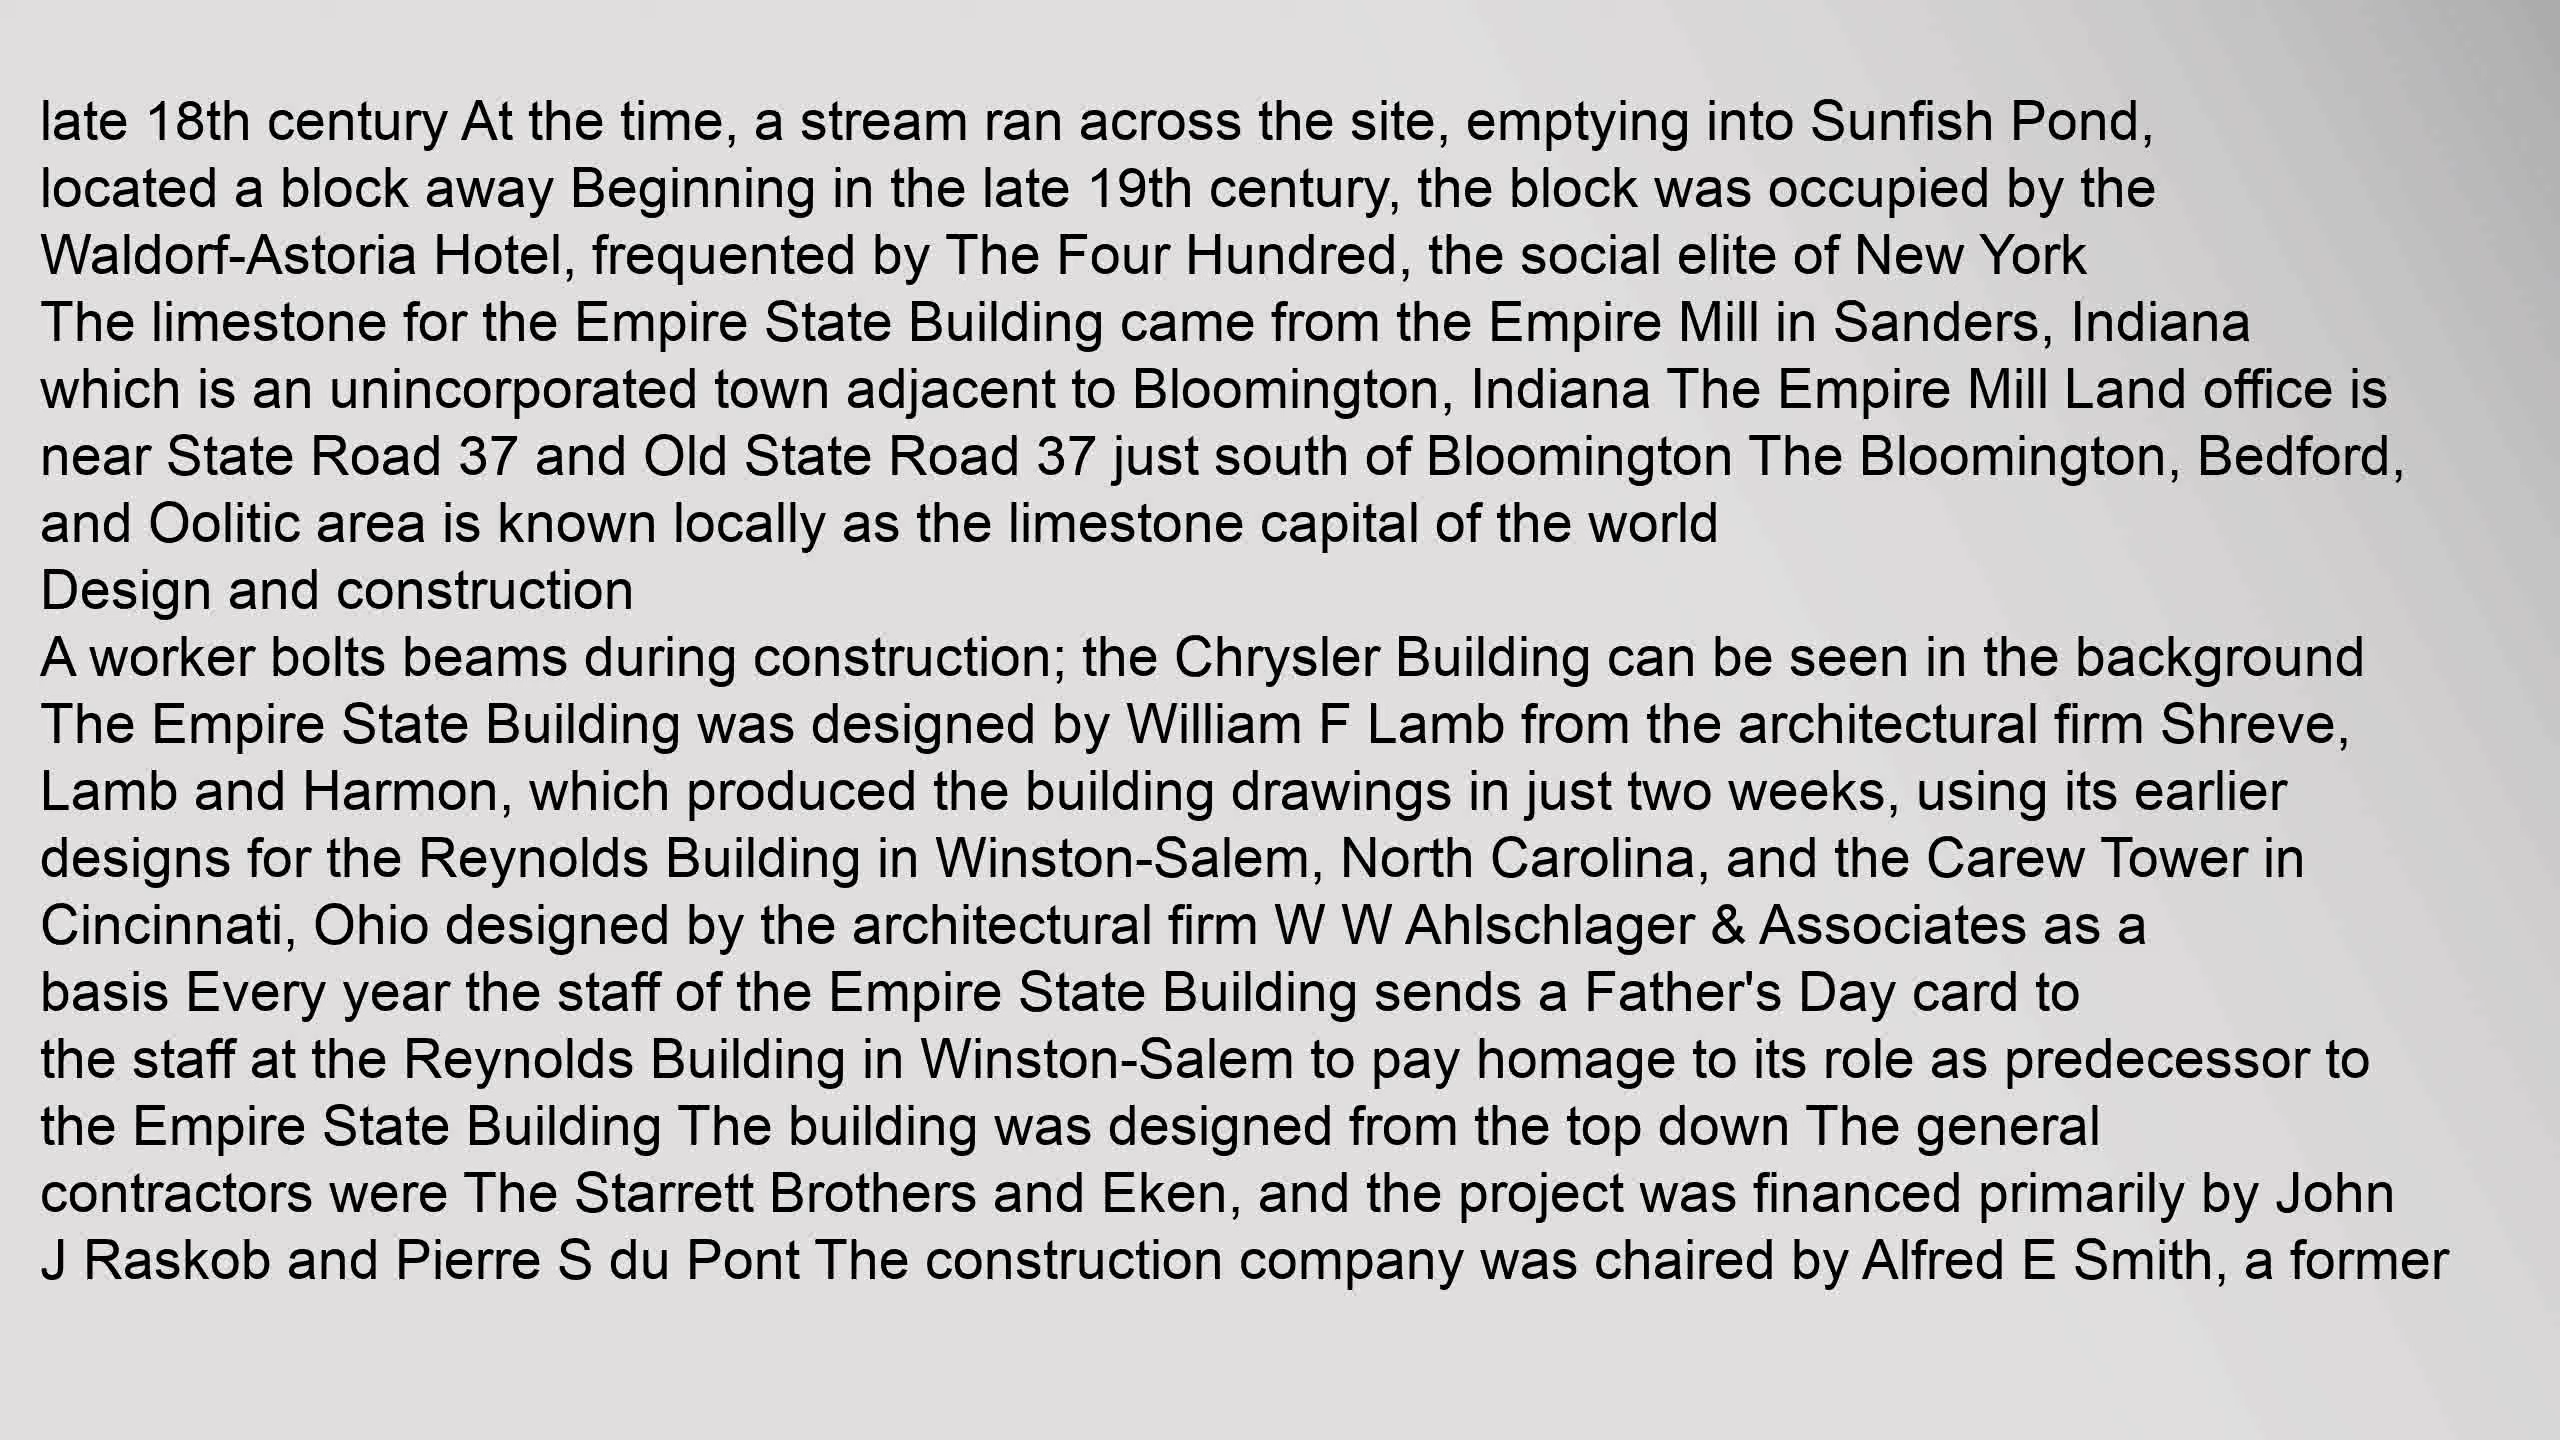 late 18th century At the time, a stream ran across the site, emptying into Sunfish Pond,
located a block away Beginning in the late 19th century, the block was occupied by the
Waldorf-Astoria Hotel, frequented by The Four Hundred, the social elite of New York
The limestone for the Empire State Building came from the Empire Mill in Sanders, Indiana
which is an unincorporated town adjacent to Bloomington, Indiana The Empire Mill Land office is
near State Road 37 and Old State Road 37 just south of Bloomington The Bloomington, Bedford,
and Oolitic area is known locally as the limestone capital of the world
Design and construction
A worker bolts beams during construction; the Chrysler Building can be seen in the background
The Empire State Building was designed by William F Lamb from the architectural firm Shreve,
Lamb and Harmon, which produced the building drawings in just two weeks, using its earlier
designs for the Reynolds Building in Winston-Salem, North Carolina, and the Carew Tower in
Cincinnati, Ohio designed by the architectural firm W W Ahlschlager & Associates as a
basis Every year the staff of the Empire State Building sends a Father's Day card to
the staff at the Reynolds Building in Winston-Salem to pay homage to its role as predecessor to
the Empire State Building The building was designed from the top down The general
contractors were The Starrett Brothers and Eken, and the project was financed primarily by John
J Raskob and Pierre S du Pont The construction company was chaired by Alfred E Smith, a former